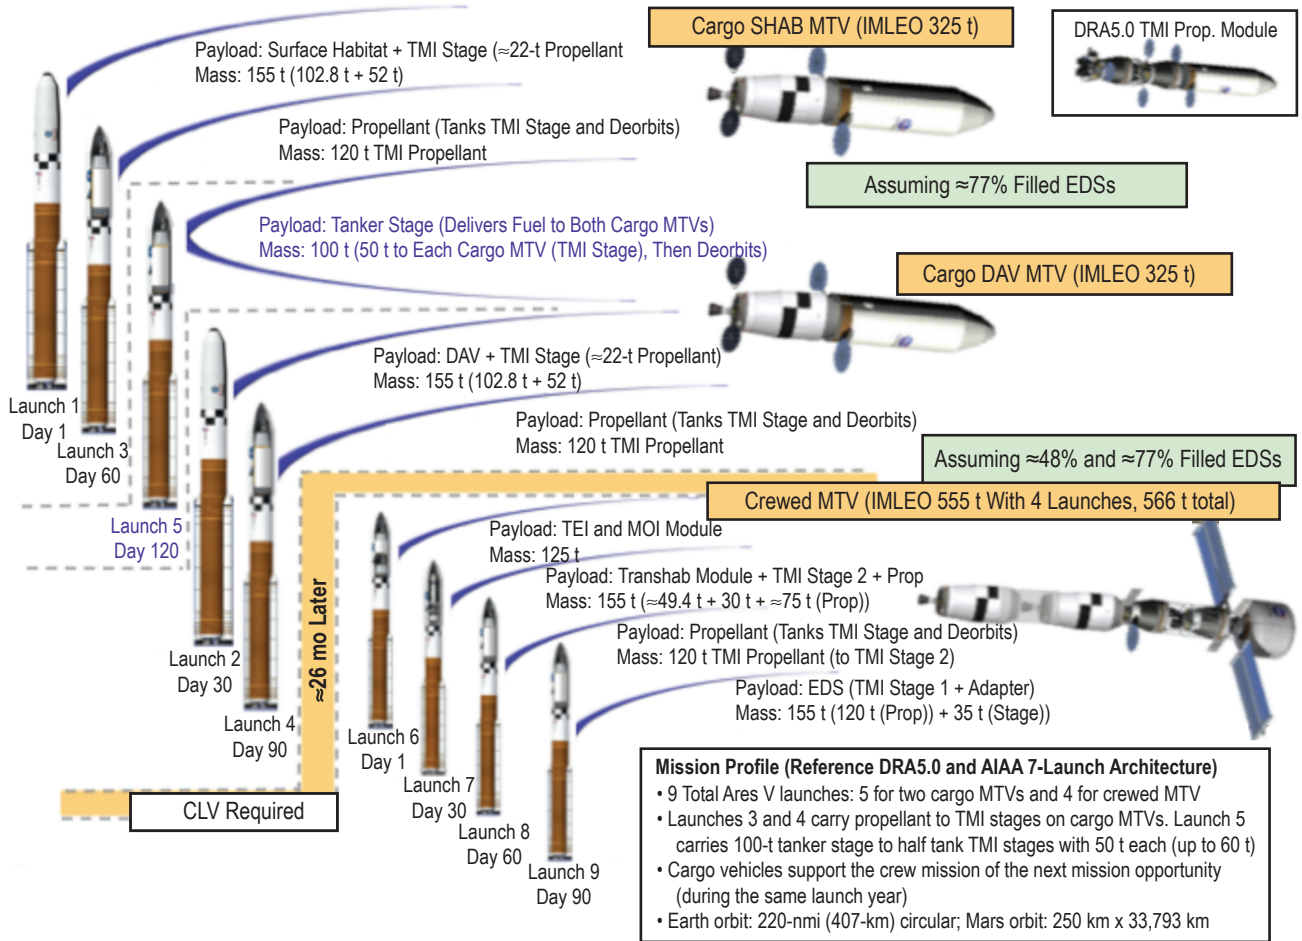 Cargo SHAB MTV (IMLEO 325 t)
DRA5.0 TMI Prop. Module
Payload: Surface Habitat + TMI Stage (≈22-t Propellant
Mass: 155 t (102.8 t + 52 t)
Payload: Propellant (Tanks TMI Stage and Deorbits)
Mass: 120 t TMI Propellant
Assuming ≈77% Filled EDSs
Payload: Tanker Stage (Delivers Fuel to Both Cargo MTVs)
Mass: 100 t (50 t to Each Cargo MTV (TMI Stage), Then Deorbits)
Cargo DAV MTV (IMLEO 325 t)
Payload: DAV + TMI Stage (≈22-t Propellant)
Mass: 155 t (102.8 t + 52 t)
Launch 1
Day 1
Launch 3
Day 60
Payload: Propellant (Tanks TMI Stage and Deorbits)
Mass: 120 t TMI Propellant
Assuming ≈48% and ≈77% Filled EDSs
Crewed MTV (IMLEO 555 t With 4 Launches, 566 t total)
Launch 5
Day 120
Payload: TEI and MOI Module
Mass: 125 t
Payload: Transhab Module + TMI Stage 2 + Prop
Mass: 155 t (≈49.4 t + 30 t + ≈75 t (Prop))
Payload: Propellant (Tanks TMI Stage and Deorbits)
Mass: 120 t TMI Propellant (to TMI Stage 2)
Launch 2
Day 30
≈26 mo Later
Payload: EDS (TMI Stage 1 + Adapter)
Mass: 155 t (120 t (Prop)) + 35 t (Stage))
Launch 4
Day 90
Launch 6
Day 1
Launch 7
Day 30
Launch 8
Day 60
Launch 9
Day 90
CLV Required
Mission Profile (Reference DRA5.0 and AIAA 7-Launch Architecture)
• 9 Total Ares V launches: 5 for two cargo MTVs and 4 for crewed MTV
• Launches 3 and 4 carry propellant to TMI stages on cargo MTVs. Launch 5
carries 100-t tanker stage to half tank TMI stages with 50 t each (up to 60 t)
• Cargo vehicles support the crew mission of the next mission opportunity
(during the same launch year)
• Earth orbit: 220-nmi (407-km) circular; Mars orbit: 250 km x 33,793 km